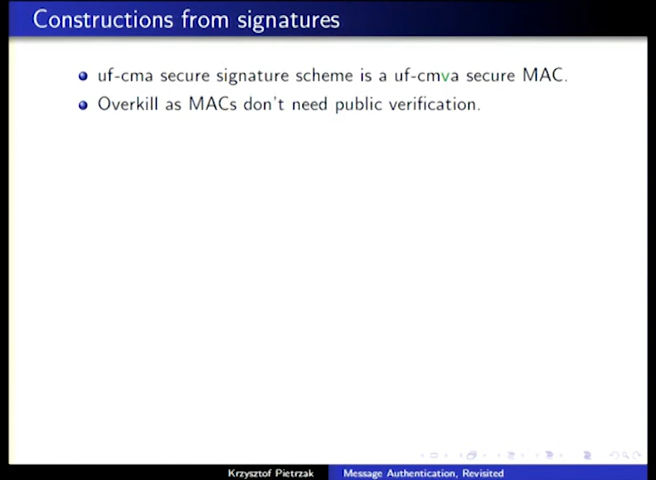 Constructions from signatures
uf-cma secure signature scheme is a uf-cmva secure MAC.
Overkill as MACs don't need public verification.
Krzysztof Pietrzak Message Authentication, Revisited